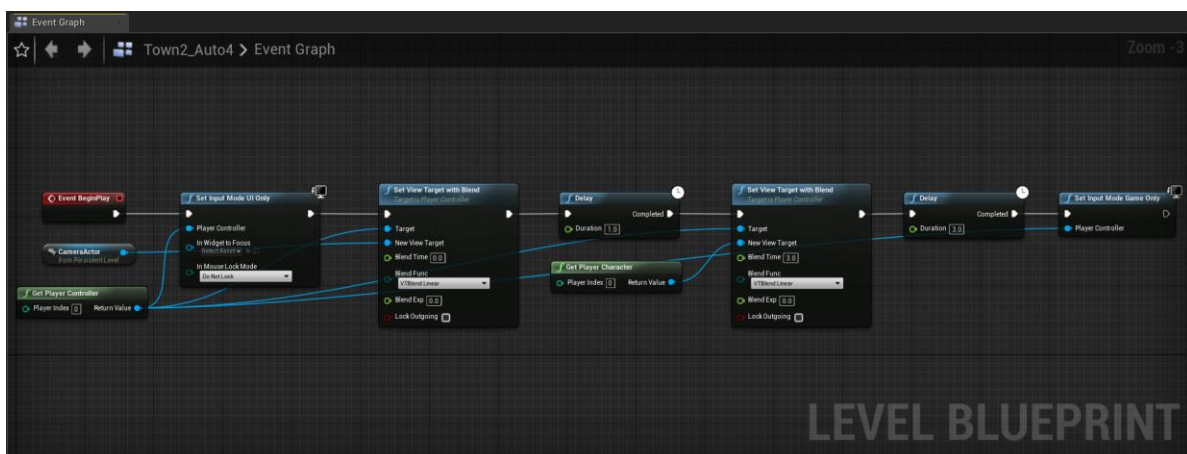 Event Graph
Town2_Auto4 > Event Graph
Zoom -3
Event BeginPlay
CameraActor
from Persistent Level
Get Player Controller
Player Index 0
Return Value
Set Input Mode UI Only
Player Controller
In Widget to Focus
Select Asset
In Mouse Lock Mode
Do Not Lock
Set View Target with Blend
Target is Player Controller
Target
New View Target
Blend Time 0.0
Blend Func
VTBlend Linear
Blend Exp 0.0
Lock Outgoing
Delay
Completed
Duration 1.0
Get Player Character
Player Index 0
Return Value
Set View Target with Blend
Target is Player Controller
Target
New View Target
Blend Time 3.0
Blend Func
VTBlend Linear
Blend Exp 0.0
Lock Outgoing
Delay
Completed
Duration 3.0
Set Input Mode Game Only
Player Controller
LEVEL BLUEPRINT